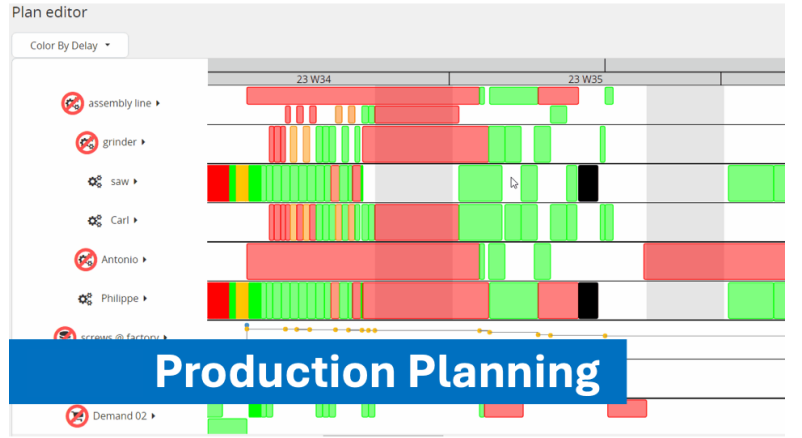 Plan editor
Color By Delay
23 W34
23 W35
assembly line
grinder
saw
Carl
Antonio
Philippe
screws @ factory
Production Planning
Demand 02